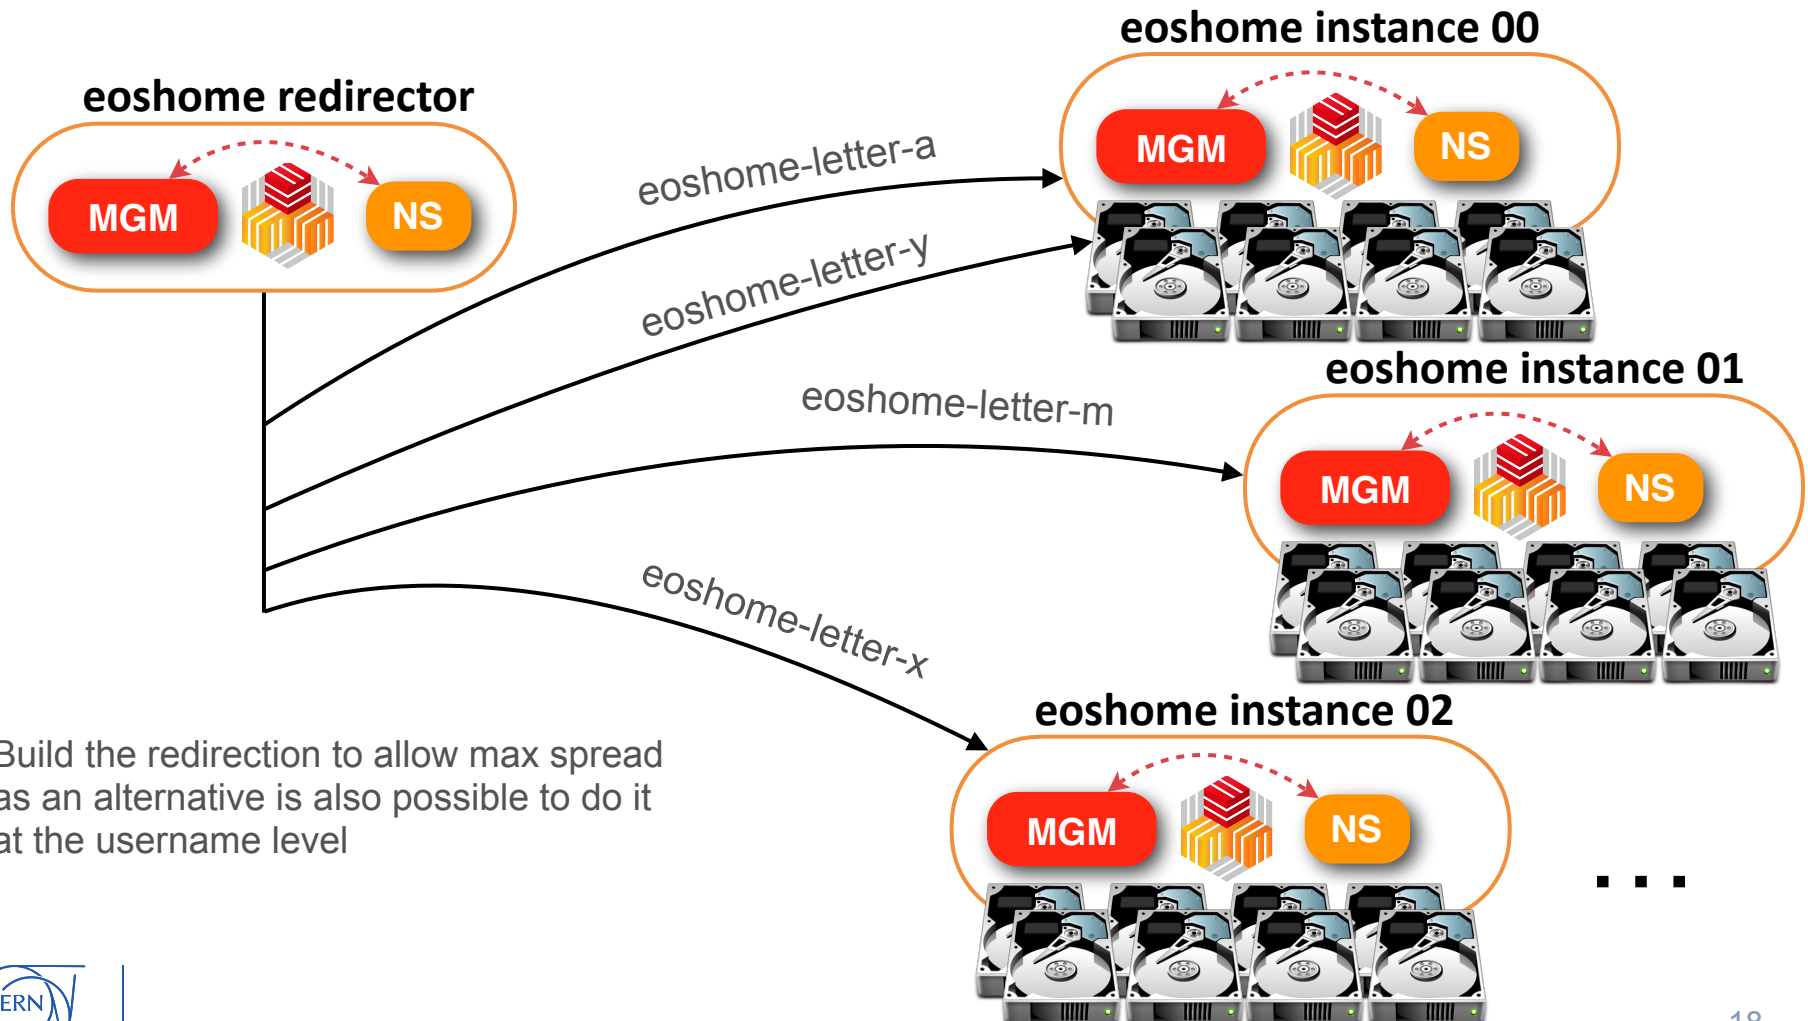 eoshome instance 00
eoshome redirector
MGM
NS
MGM
NS
eoshome-letter-a
eoshome-letter-y
eoshome instance 01
eoshome-letter-m
MGM
NS
eoshome-letter-x
eoshome instance 02
Build the redirection to allow max spread
as an alternative is also possible to do it
at the username level
MGM
NS
. . .
ERN
18